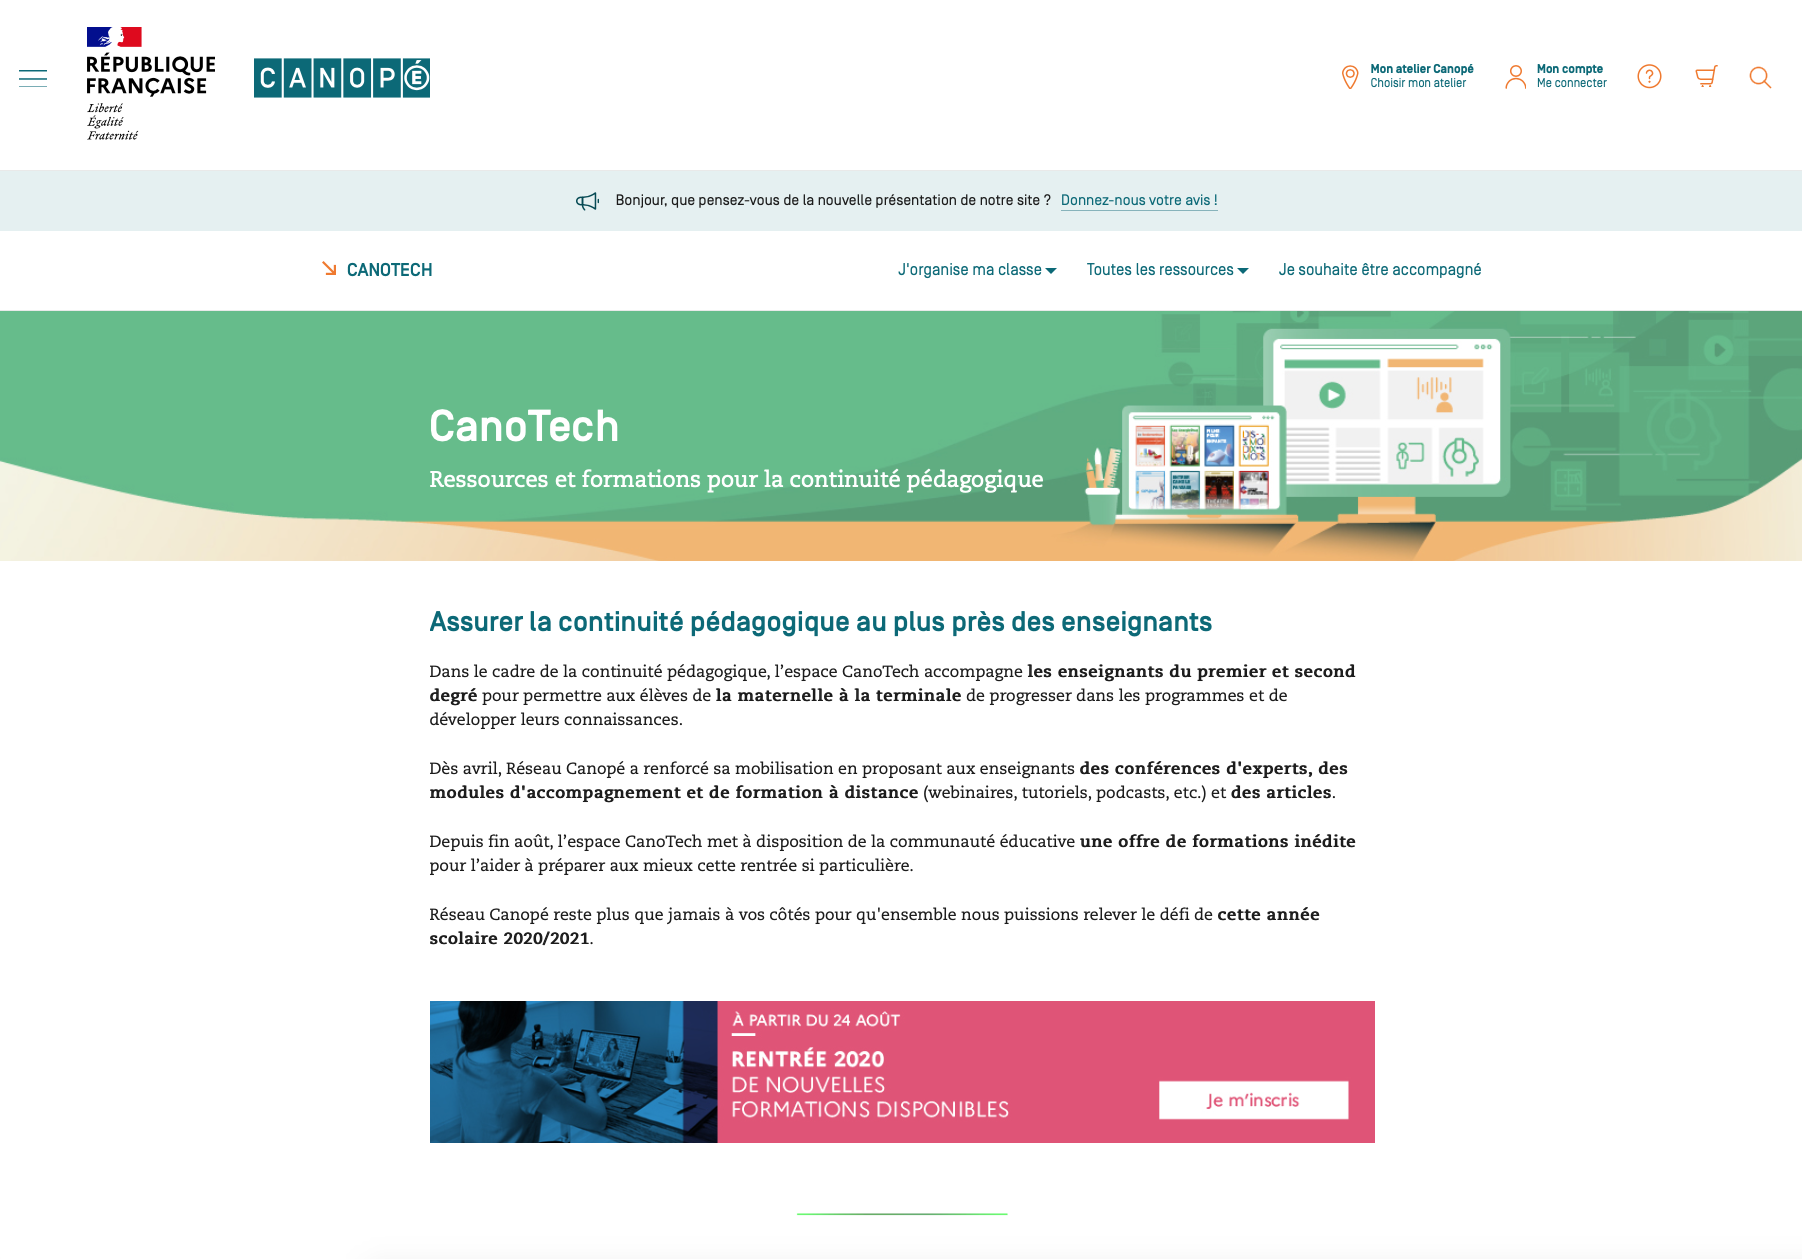 RÉPUBLIQUE
FRANÇAISE
Liberté
Égalité
Fraternité
CANOPÉ
Mon atelier Canopé
Choisir mon atelier
Mon compte
Me connecter
Bonjour, que pensez-vous de la nouvelle présentation de notre site ? Donnez-nous votre avis !
CANOTECH
J'organise ma classe
Toutes les ressources
Je souhaite être accompagné
CanoTech
Ressources et formations pour la continuité pédagogique
Assurer la continuité pédagogique au plus près des enseignants
Dans le cadre de la continuité pédagogique, l’espace CanoTech accompagne les enseignants du premier et second
degré pour permettre aux élèves de la maternelle à la terminale de progresser dans les programmes et de
développer leurs connaissances.
Dès avril, Réseau Canopé a renforcé sa mobilisation en proposant aux enseignants des conférences d'experts, des
modules d'accompagnement et de formation à distance (webinaires, tutoriels, podcasts, etc.) et des articles.
Depuis fin août, l’espace CanoTech met à disposition de la communauté éducative une offre de formations inédite
pour l’aider à préparer aux mieux cette rentrée si particulière.
Réseau Canopé reste plus que jamais à vos côtés pour qu'ensemble nous puissions relever le défi de cette année
scolaire 2020/2021.
À PARTIR DU 24 AOÛT
RENTRÉE 2020
DE NOUVELLES
FORMATIONS DISPONIBLES
Je m’inscris